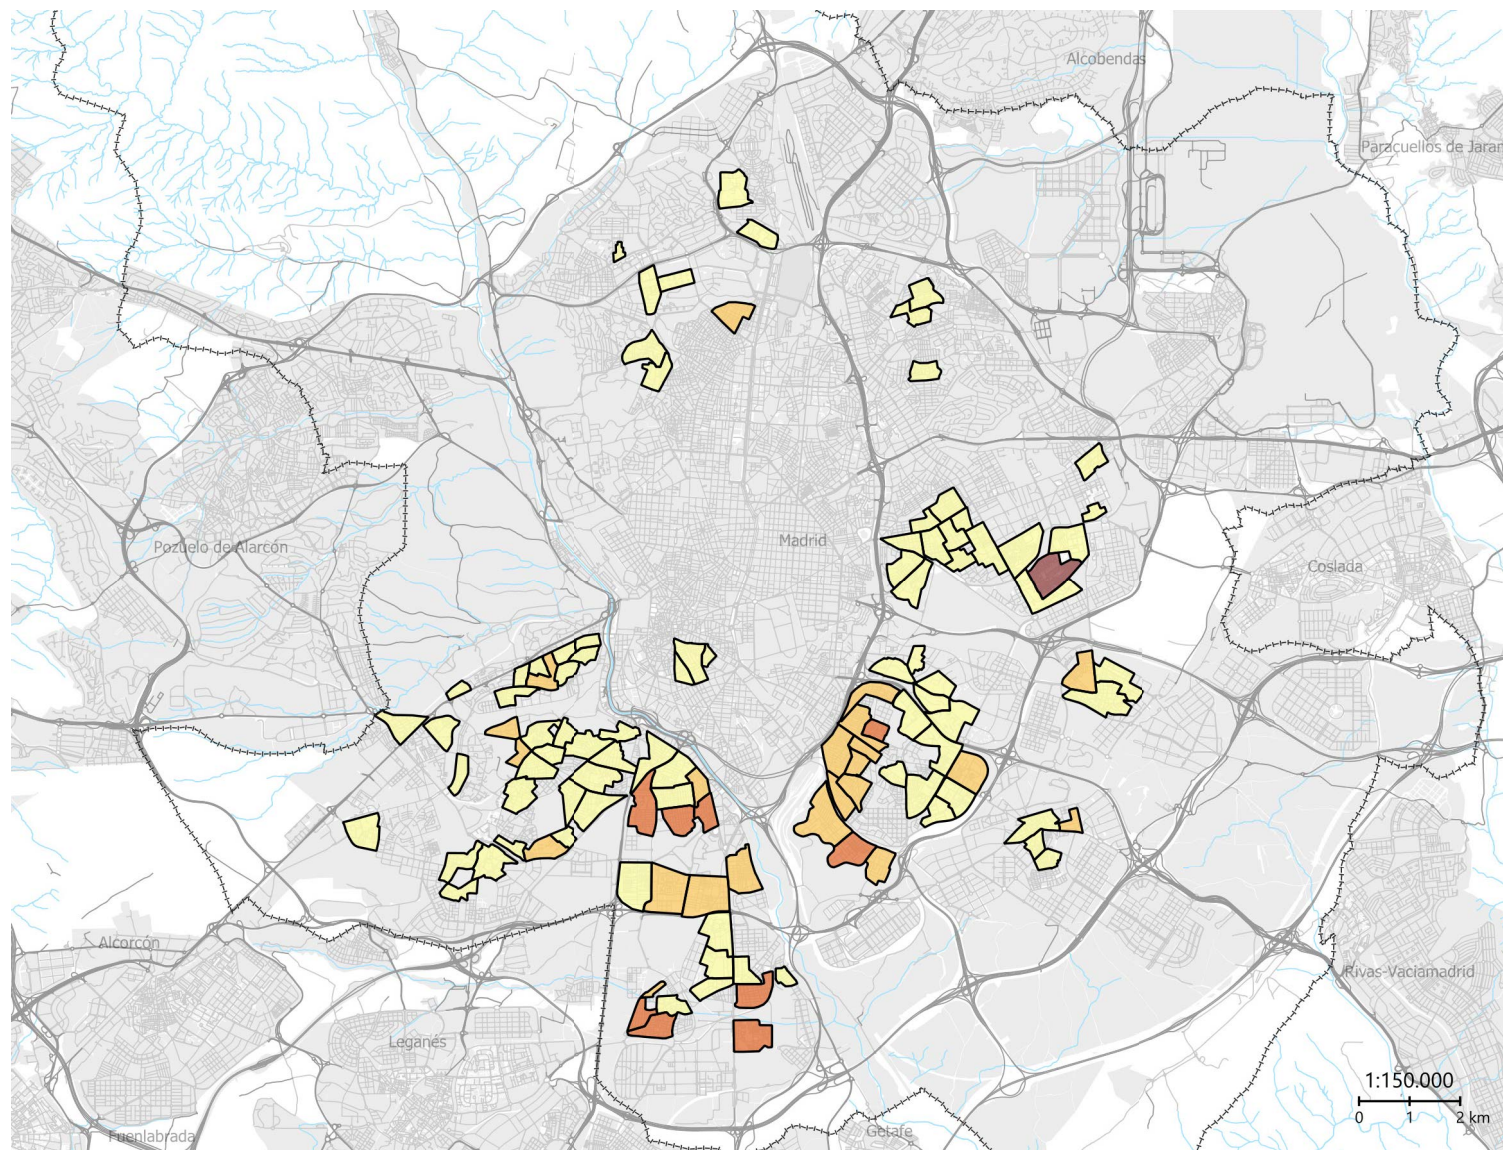 Alcobendas
Paracuellos de Jarar
Madrid
Pozuelo de Alarcón
Coslada
Alcorcón
Rivas-Vaciamadrid
Leganés
1:150.000
0 1 2 km
Fuenlabrada
Getafe